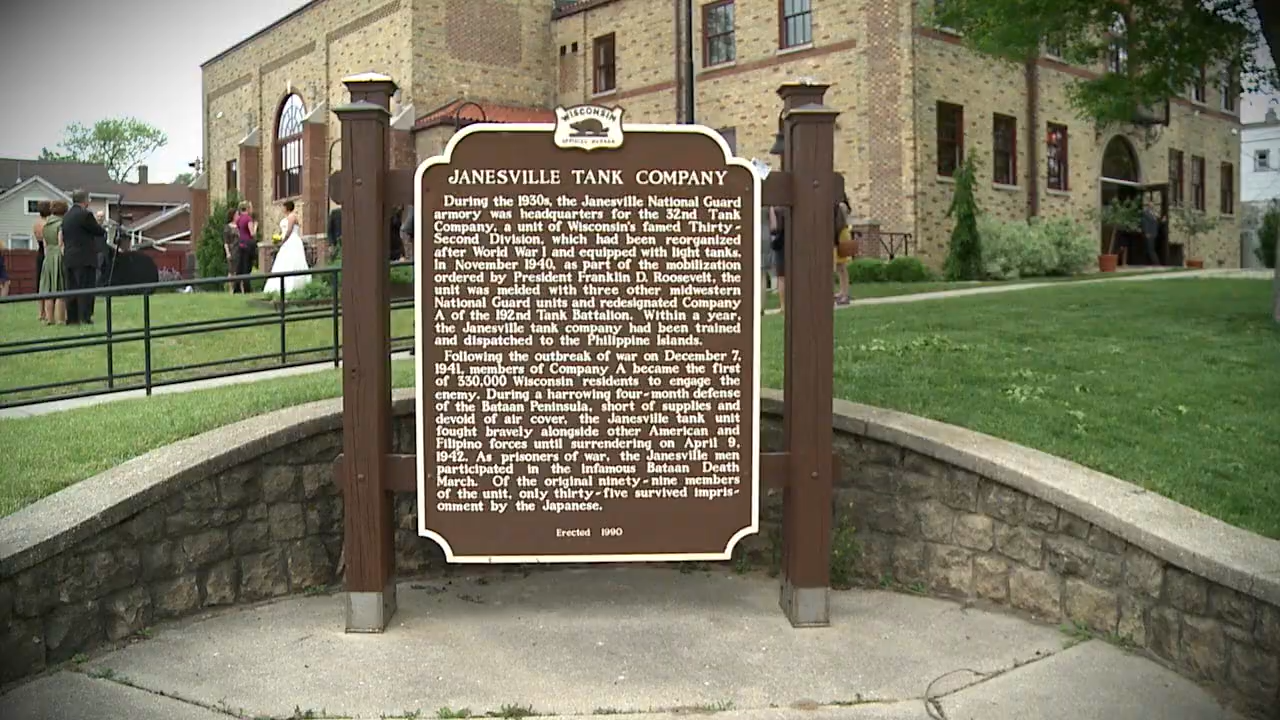 WISCONSIN
OFFICIAL MARKER
JANESVILLE TANK COMPANY
During the 1930s, the Janesville National Guard
armory was headquarters for the 32nd Tank
Company, a unit of Wisconsin's famed Thirty-
Second Division, which had been reorganized
after World War I and equipped with light tanks.
In November 1940, as part of the mobilization
ordered by President Franklin D. Roosevelt, the
unit was melded with three other midwestern
National Guard units and redesignated Company
A of the 192nd Tank Battalion. Within a year,
the Janesville tank company had been trained
and dispatched to the Philippine Islands.
Following the outbreak of war on December 7,
1941, members of Company A became the first
of 330,000 Wisconsin residents to engage the
enemy. During a harrowing four-month defense
of the Bataan Peninsula, short of supplies and
devoid of air cover, the Janesville tank unit
fought bravely alongside other American and
Filipino forces until surrendering on April 9,
1942. As prisoners of war, the Janesville men
participated in the infamous Bataan Death
March. Of the original ninety-nine members
of the unit, only thirty-five survived impris-
onment by the Japanese.
Erected 1990